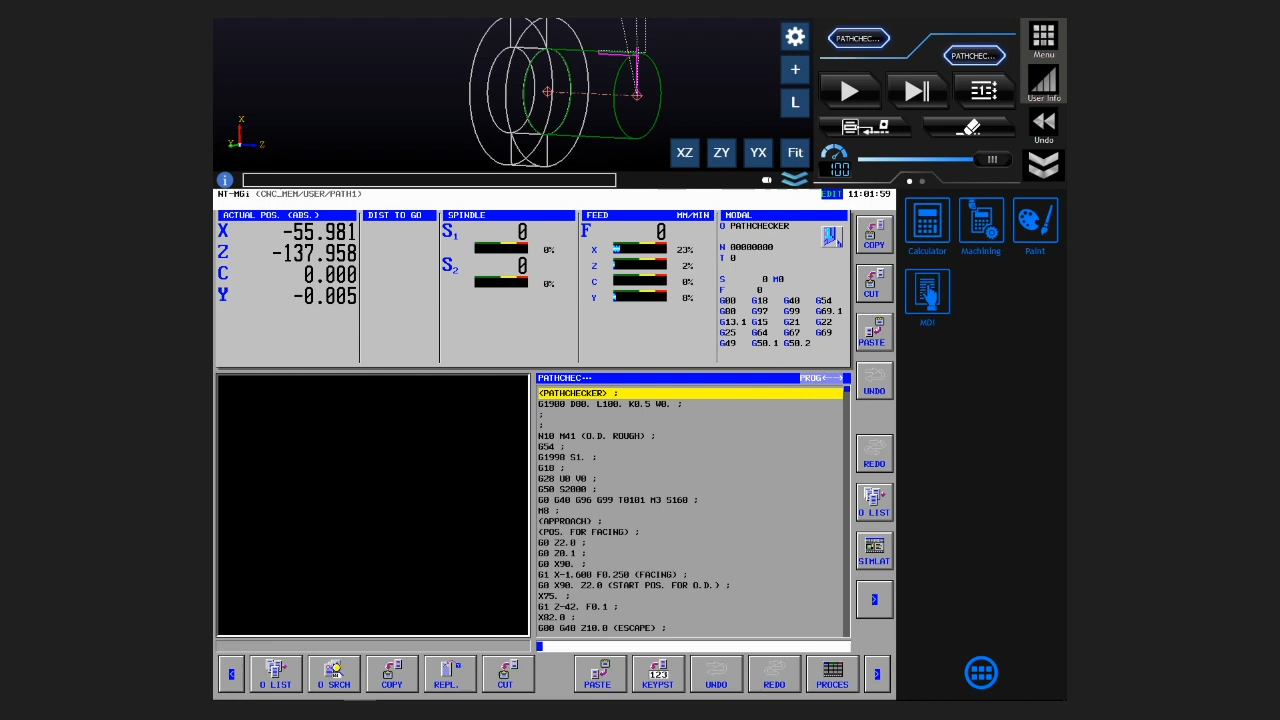 X
Y Z
+
L
XZ ZY YX Fit
PATHCHEC...
PATHCHEC...
Menu
User Info
Undo
100
NT-MGi (CNC_MEM/USER/PATH1)
EDIT 11:01:59
ACTUAL POS. (ABS.) DIST TO GO SPINDLE FEED MM/MIN MODAL
X -55.981
Z -137.958
C 0.000
Y -0.005
S1 0
0%
S2 0
0%
F 0
X 23%
Z 2%
C 0%
Y 8%
O PATHCHECKER
N 00000000
T 0
S 0 M0
F 0
G00 G18 G40 G54
G80 G97 G99 G69.1
G13.1 G15 G21 G22
G25 G64 G67 G69
G49 G50.1 G50.2
COPY
CUT
PASTE
UNDO
REDO
O LIST
SIMLAT
>
Calculator Machining Paint
MDI
PATHCHEC... PROG←--→
<PATHCHECKER> ;
G1900 D80. L100. K0.5 W0. ;
;
;
N10 M41 (O.D. ROUGH) ;
G54 ;
G1998 S1. ;
G18 ;
G28 U0 V0 ;
G50 S2000 ;
G0 G40 G96 G99 T0101 M3 S160 ;
M8 ;
(APPROACH) ;
(POS. FOR FACING) ;
G0 Z2.0 ;
G0 Z0.1 ;
G0 X90. ;
G1 X-1.600 F0.250 (FACING) ;
G0 X90. Z2.0 (START POS. FOR O.D.) ;
X75. ;
G1 Z-42. F0.1 ;
X82.0 ;
G00 G40 Z10.0 (ESCAPE) ;
< O LIST O SRCH COPY REPL. CUT PASTE KEYPST UNDO REDO PROCES >